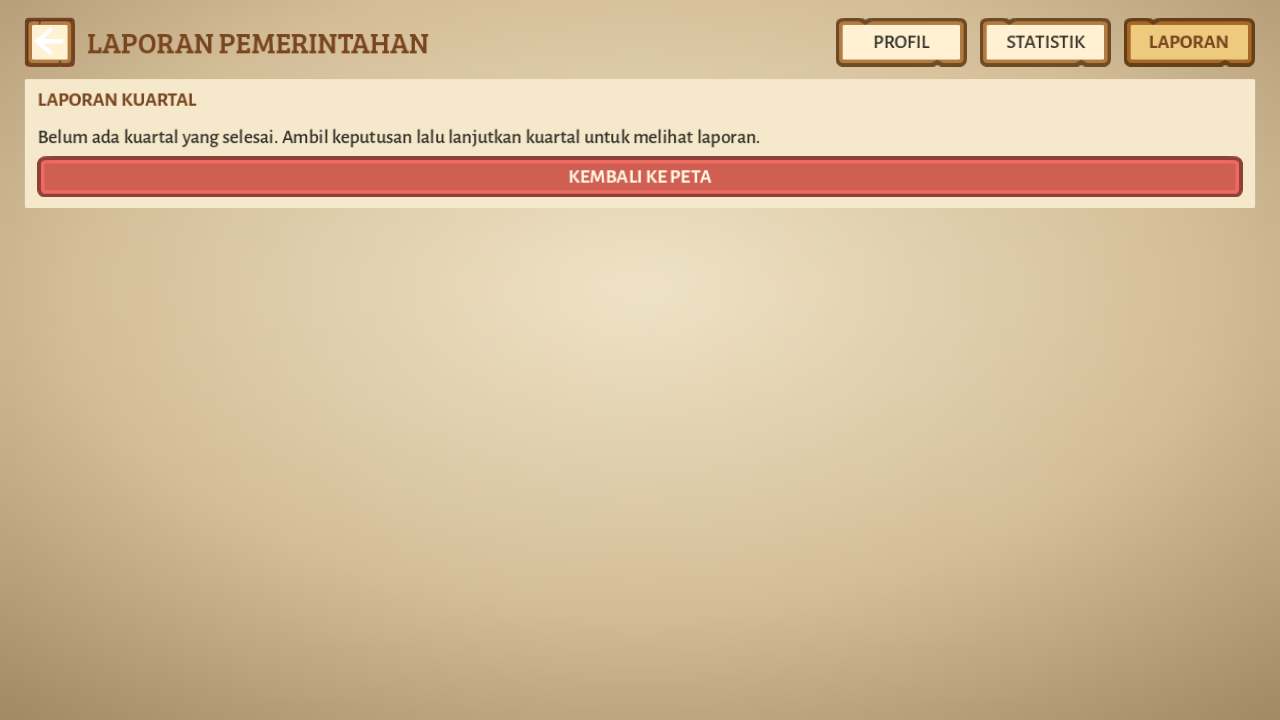 LAPORAN PEMERINTAHAN
PROFIL
STATISTIK
LAPORAN
LAPORAN KUARTAL
Belum ada kuartal yang selesai. Ambil keputusan lalu lanjutkan kuartal untuk melihat laporan.
KEMBALI KE PETA